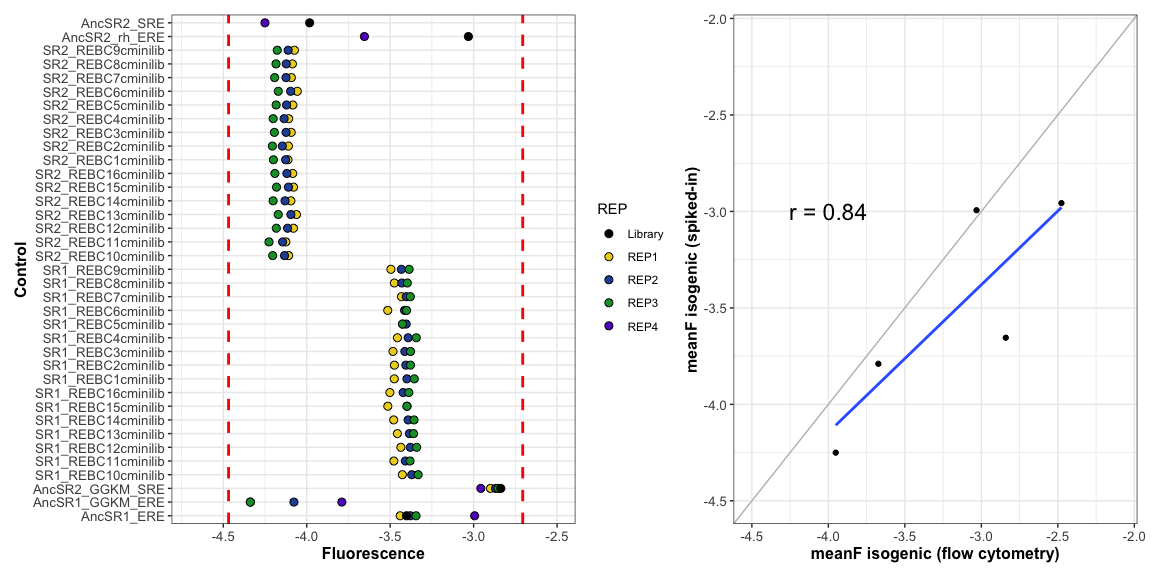 AncSR2_SRE
AncSR2_rh_ERE
SR2_REBC9cminilib
SR2_REBC8cminilib
SR2_REBC7cminilib
SR2_REBC6cminilib
SR2_REBC5cminilib
SR2_REBC4cminilib
SR2_REBC3cminilib
SR2_REBC2cminilib
SR2_REBC1cminilib
SR2_REBC16cminilib
SR2_REBC15cminilib
SR2_REBC14cminilib
SR2_REBC13cminilib
SR2_REBC12cminilib
SR2_REBC11cminilib
SR2_REBC10cminilib
SR1_REBC9cminilib
SR1_REBC8cminilib
SR1_REBC7cminilib
SR1_REBC6cminilib
SR1_REBC5cminilib
SR1_REBC4cminilib
SR1_REBC3cminilib
SR1_REBC2cminilib
SR1_REBC1cminilib
SR1_REBC16cminilib
SR1_REBC15cminilib
SR1_REBC14cminilib
SR1_REBC13cminilib
SR1_REBC12cminilib
SR1_REBC11cminilib
SR1_REBC10cminilib
AncSR2_GGKM_SRE
AncSR1_GGKM_ERE
AncSR1_ERE
Control
-4.5 -4.0 -3.5 -3.0
Fluorescence
REP
Library
REP1
REP2
REP3
REP4
meanF isogenic (spiked-in)
-2.0
-2.5
-3.0
-3.5
-4.0
-4.5
r = 0.84
-4.5 -4.0 -3.5 -3.0 -2.5 -2.0
meanF isogenic (flow cytometry)